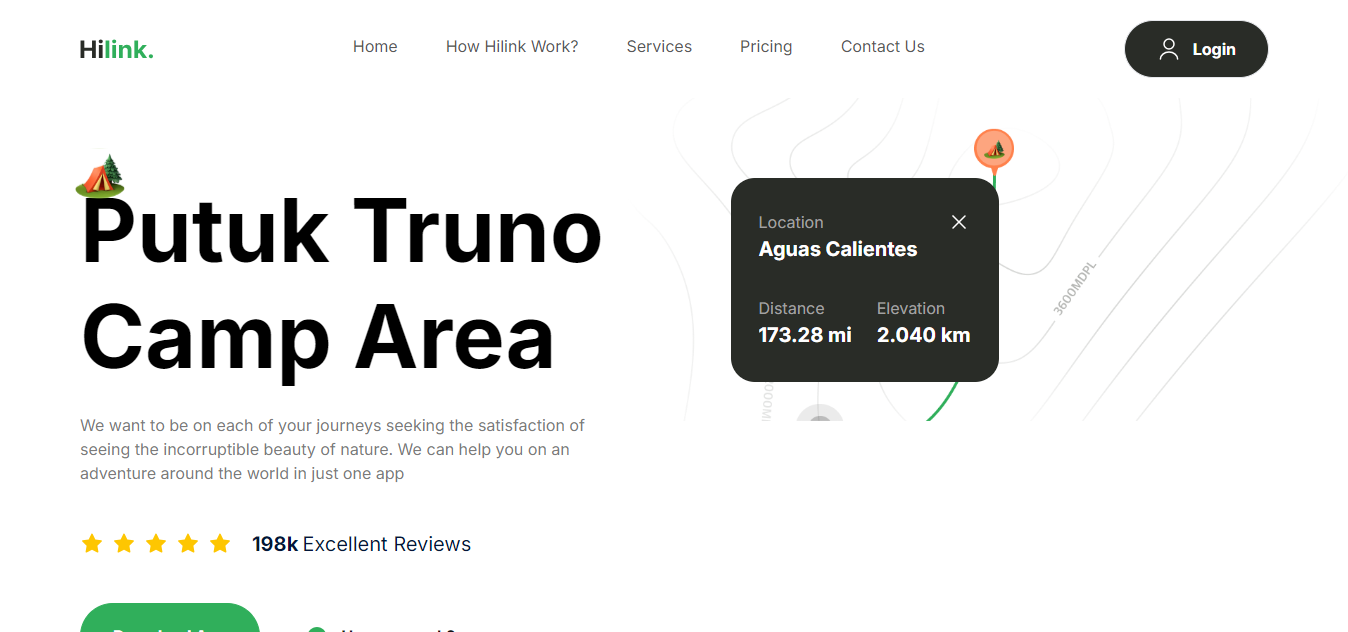 Hilink.
Home How Hilink Work? Services Pricing Contact Us
Login
Putuk Truno
Camp Area
We want to be on each of your journeys seeking the satisfaction of
seeing the incorruptible beauty of nature. We can help you on an
adventure around the world in just one app
198k Excellent Reviews
Location
Aguas Calientes
Distance Elevation
173.28 mi 2.040 km
3600MDPL